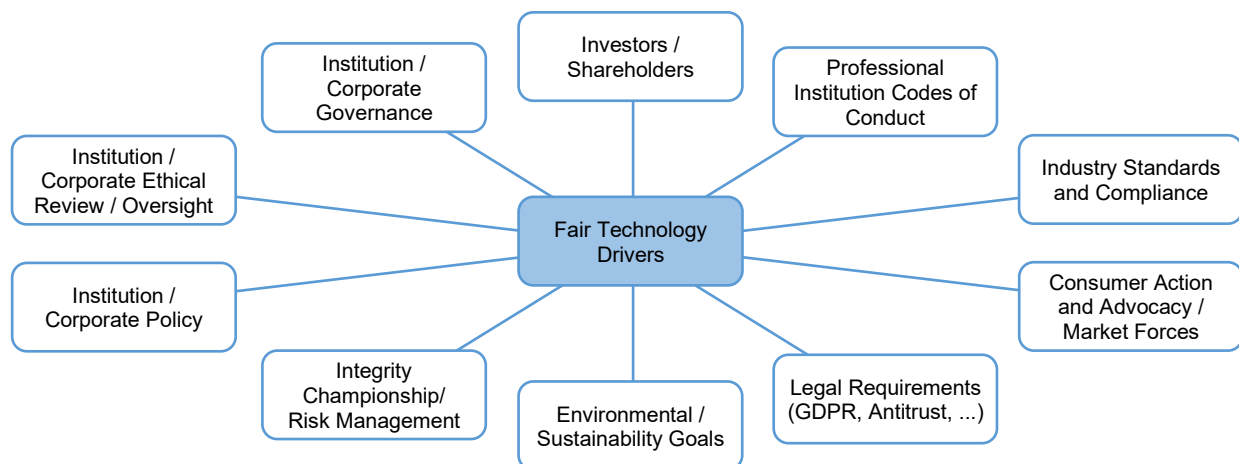 Investors /
Shareholders
Institution /
Corporate
Governance
Professional
Institution Codes of
Conduct
Institution /
Corporate Ethical
Review / Oversight
Industry Standards
and Compliance
Fair Technology
Drivers
Institution /
Corporate Policy
Consumer Action
and Advocacy /
Market Forces
Integrity
Championship/
Risk Management
Environmental /
Sustainability Goals
Legal Requirements
(GDPR, Antitrust, ...)